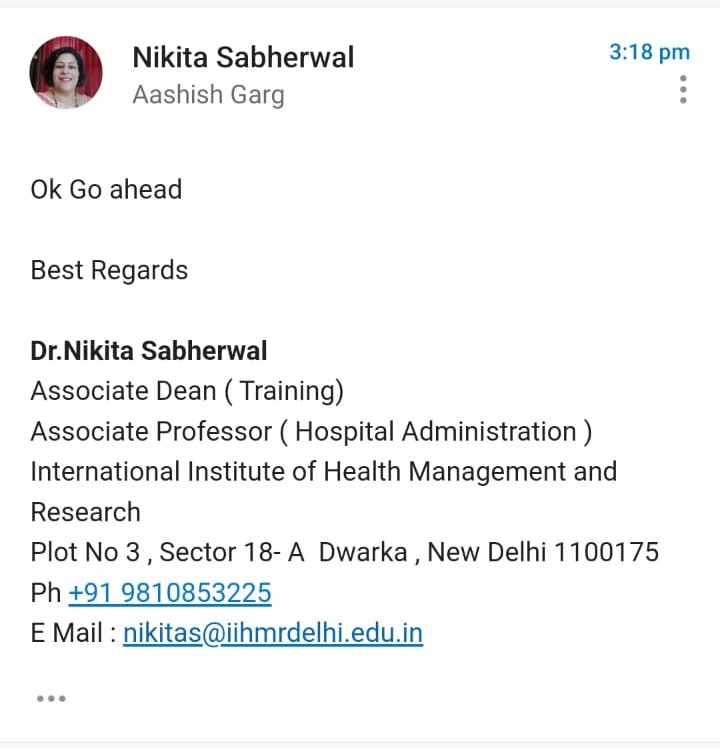 Nikita Sabherwal
3:18 pm
Aashish Garg
Ok Go ahead
Best Regards
Dr.Nikita Sabherwal
Associate Dean ( Training)
Associate Professor ( Hospital Administration )
International Institute of Health Management and
Research
Plot No 3 , Sector 18- A  Dwarka , New Delhi 1100175
Ph +91 9810853225
E Mail : nikitas@iihmrdelhi.edu.in